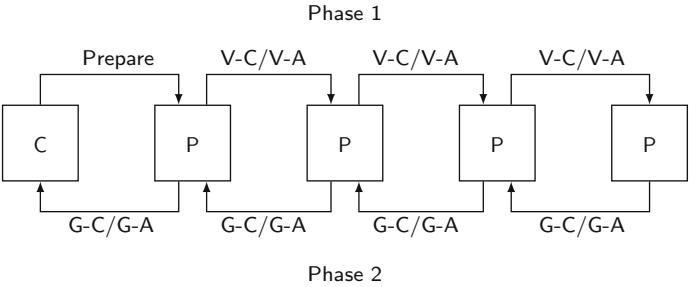 Phase 1
Prepare V-C/V-A V-C/V-A V-C/V-A
C P P P P
G-C/G-A G-C/G-A G-C/G-A G-C/G-A
Phase 2